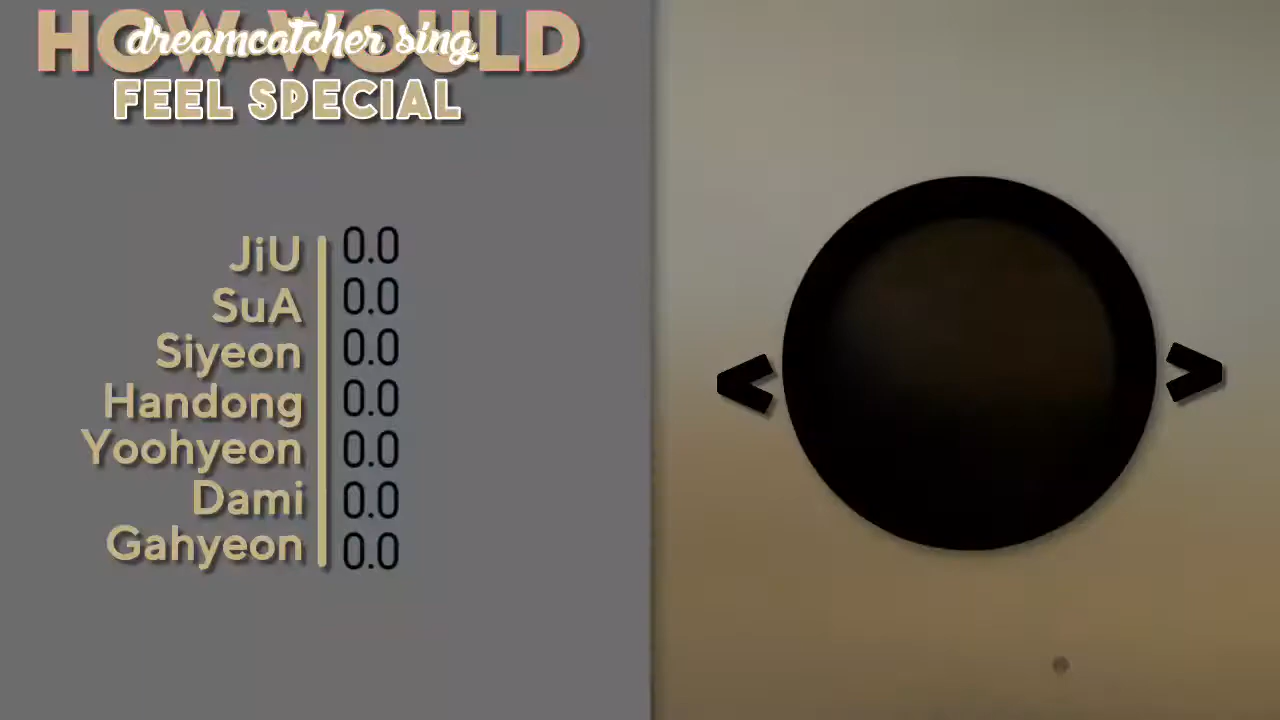 HOW WOULD
dreamcatcher sing
FEEL SPECIAL
JiU 0.0
SuA 0.0
Siyeon 0.0
Handong 0.0
Yoohyeon 0.0
Dami 0.0
Gahyeon 0.0
< >